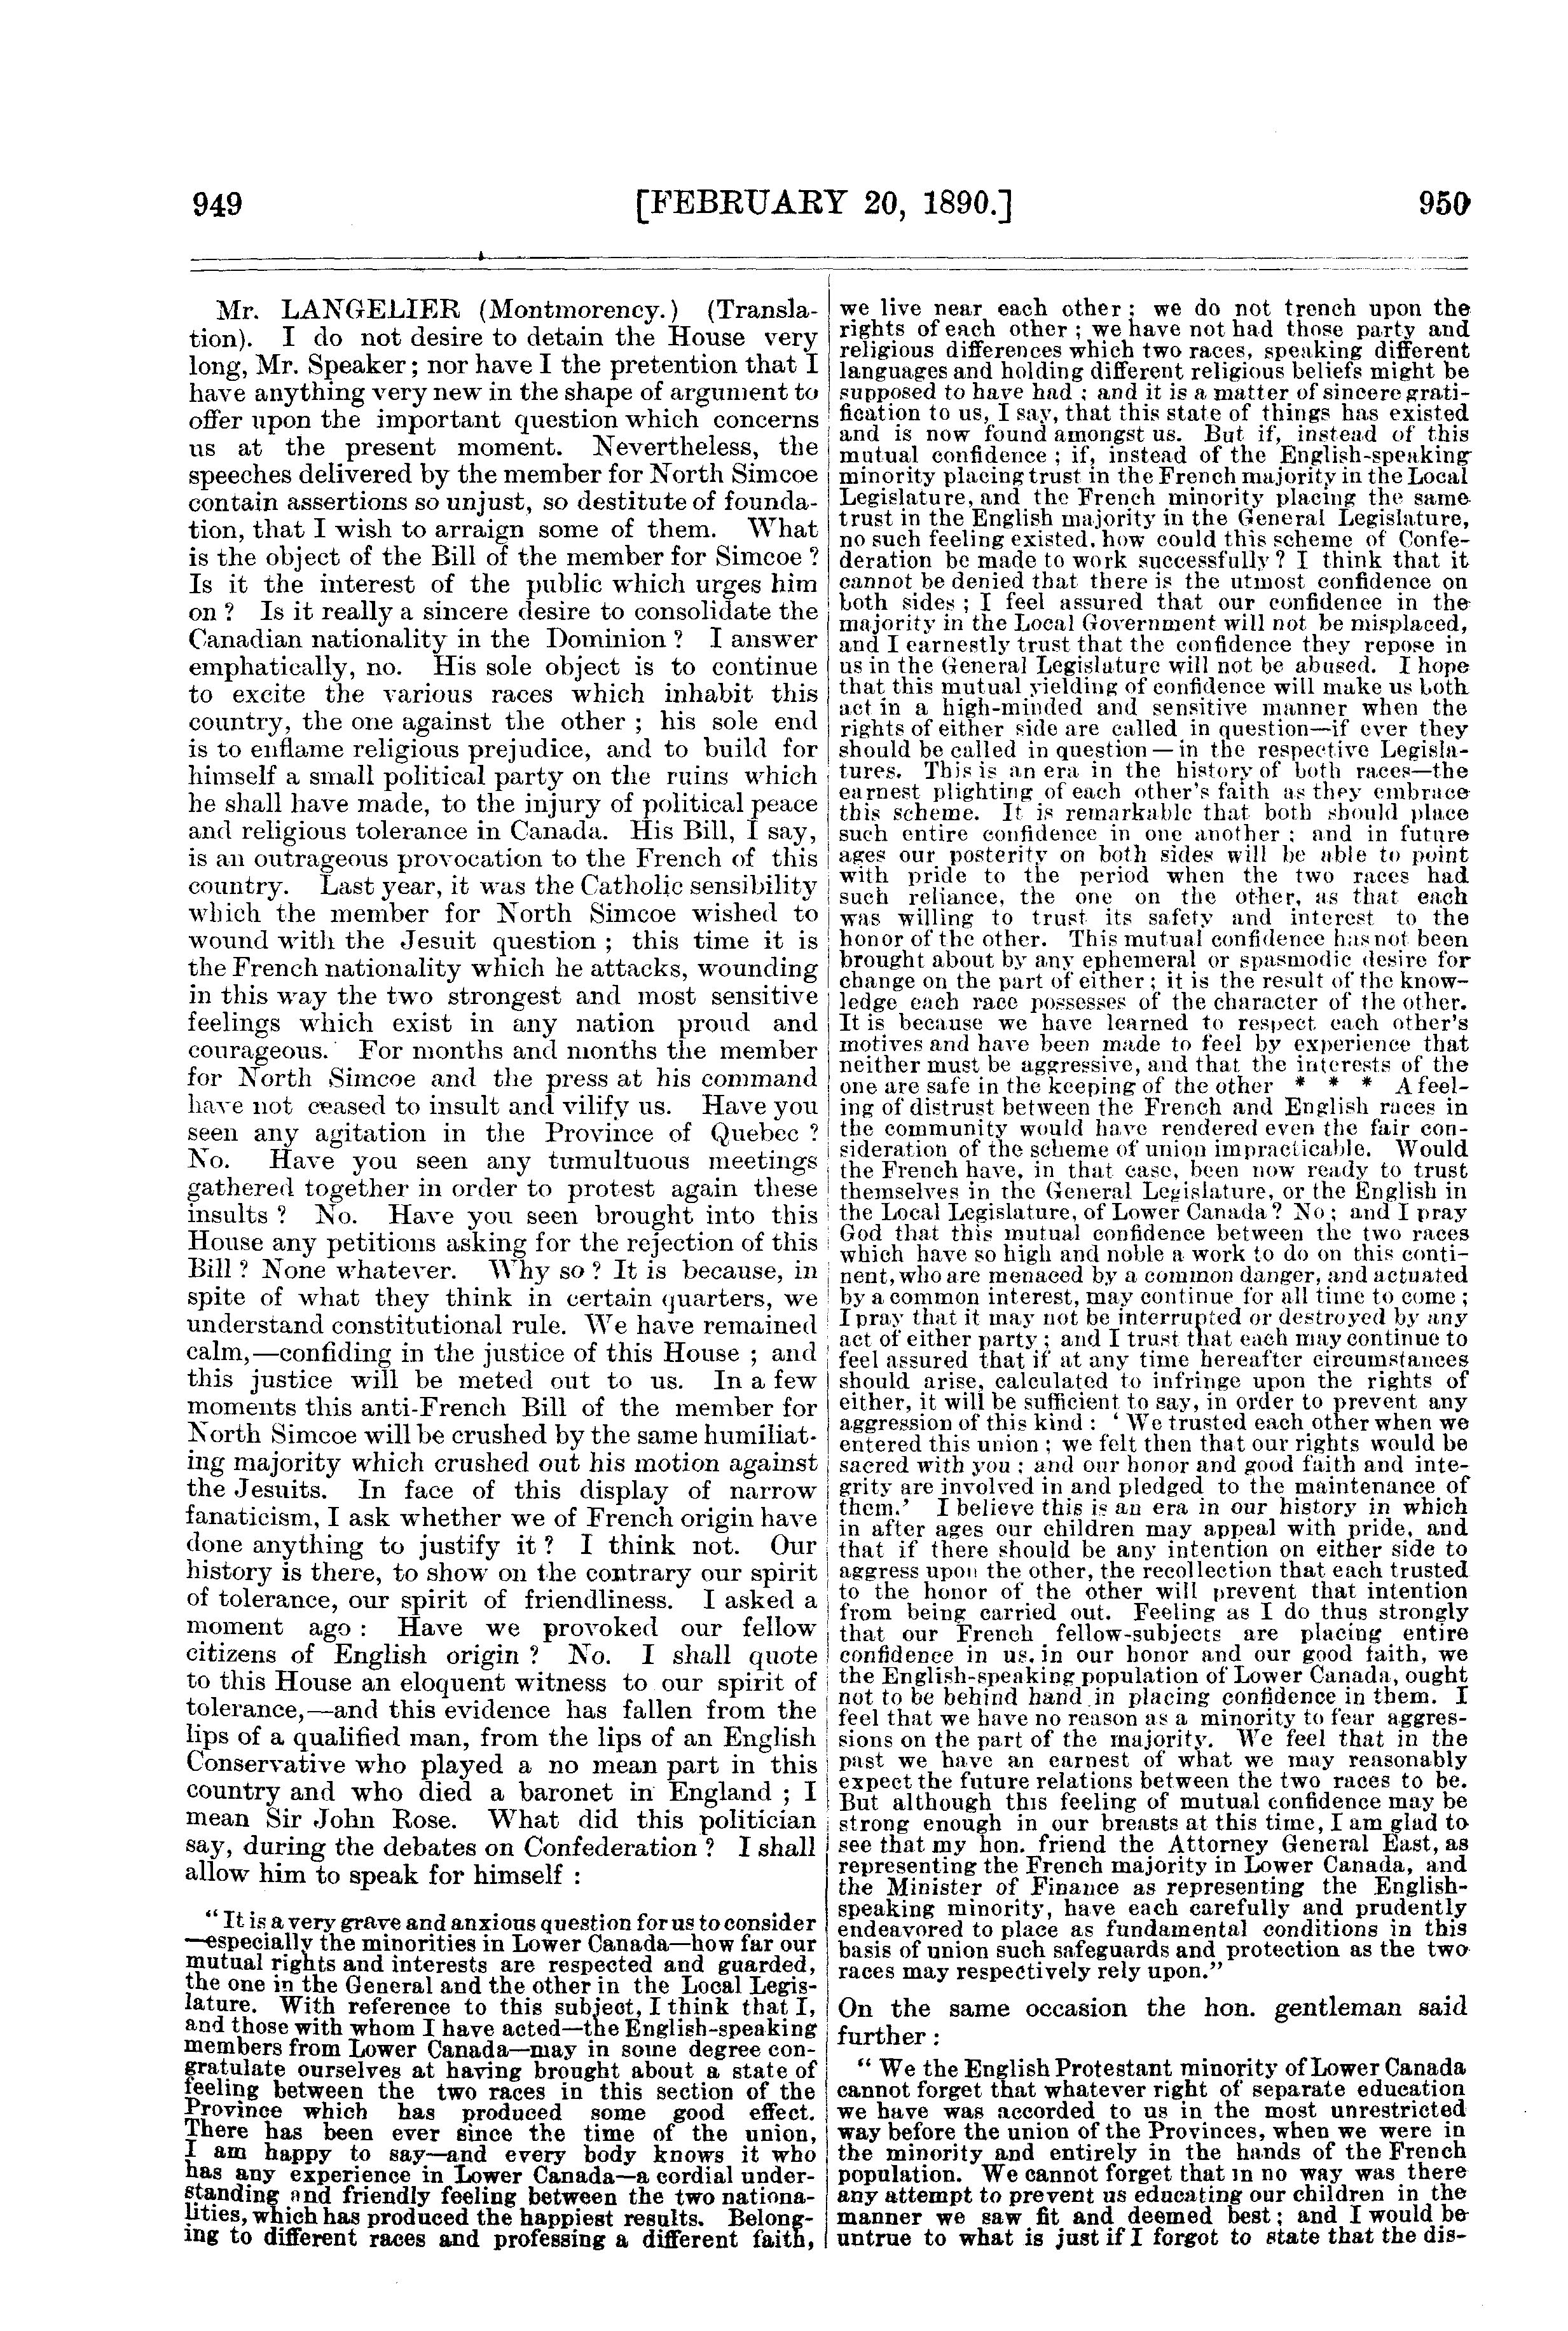 949
[FEBRUARY 20, 1890.]
950
Mr. LANGELIER (Montmorency.) (Transla-
tion). I do not desire to detain the House very
long, Mr. Speaker; nor have I the pretention that I
have anything very new in the shape of argument to
offer upon the important question which concerns
us at the present moment. Nevertheless, the
speeches delivered by the member for North Simcoe
contain assertions so unjust, so destitute of founda-
tion, that I wish to arraign some of them. What
is the object of the Bill of the member for Simcoe ?
Is it the interest of the public which urges him
on ? Is it really a sincere desire to consolidate the
Canadian nationality in the Dominion ? I answer
emphatically, no. His sole object is to continue
to excite the various races which inhabit this
country, the one against the other ; his sole end
is to enflame religious prejudice, and to build for
himself a small political party on the ruins which
he shall have made, to the injury of political peace
and religious tolerance in Canada. His Bill, I say,
is an outrageous provocation to the French of this
country. Last year, it was the Catholic sensibility
which the member for North Simcoe wished to
wound with the Jesuit question ; this time it is
the French nationality which he attacks, wounding
in this way the two strongest and most sensitive
feelings which exist in any nation proud and
courageous. For months and months the member
for North Simcoe and the press at his command
have not ceased to insult and vilify us. Have you
seen any agitation in the Province of Quebec ?
No. Have you seen any tumultuous meetings
gathered together in order to protest again these
insults ? No. Have you seen brought into this
House any petitions asking for the rejection of this
Bill ? None whatever. Why so ? It is because, in
spite of what they think in certain quarters, we
understand constitutional rule. We have remained
calm,—confiding in the justice of this House ; and
this justice will be meted out to us. In a few
moments this anti-French Bill of the member for
North Simcoe will be crushed by the same humiliat-
ing majority which crushed out his motion against
the Jesuits. In face of this display of narrow
fanaticism, I ask whether we of French origin have
done anything to justify it ? I think not. Our
history is there, to show on the contrary our spirit
of tolerance, our spirit of friendliness. I asked a
moment ago : Have we provoked our fellow
citizens of English origin ? No. I shall quote
to this House an eloquent witness to our spirit of
tolerance,—and this evidence has fallen from the
lips of a qualified man, from the lips of an English
Conservative who played a no mean part in this
country and who died a baronet in England ; I
mean Sir John Rose. What did this politician
say, during the debates on Confederation ? I shall
allow him to speak for himself :
“ It is a very grave and anxious question for us to consider
—especially the minorities in Lower Canada—how far our
mutual rights and interests are respected and guarded,
the one in the General and the other in the Local Legis-
lature. With reference to this subject, I think that I,
and those with whom I have acted—the English-speaking
members from Lower Canada—may in some degree con-
gratulate ourselves at having brought about a state of
feeling between the two races in this section of the
Province which has produced some good effect.
There has been ever since the time of the union,
I am happy to say—and every body knows it who
has any experience in Lower Canada—a cordial under-
standing and friendly feeling between the two nationa-
lities, which has produced the happiest results. Belong-
ing to different races and professing a different faith,
we live near each other ; we do not trench upon the
rights of each other ; we have not had those party and
religious differences which two races, speaking different
languages and holding different religious beliefs might be
supposed to have had ; and it is a matter of sincere grati-
fication to us, I say, that this state of things has existed
and is now found amongst us. But if, instead of this
mutual confidence ; if, instead of the English-speaking
minority placing trust in the French majority in the Local
Legislature, and the French minority placing the same
trust in the English majority in the General Legislature,
no such feeling existed, how could this scheme of Confe-
deration be made to work successfully ? I think that it
cannot be denied that there is the utmost confidence on
both sides ; I feel assured that our confidence in the
majority in the Local Government will not be misplaced,
and I earnestly trust that the confidence they repose in
us in the General Legislature will not be abused. I hope
that this mutual yielding of confidence will make us both
act in a high-minded and sensitive manner when the
rights of either side are called in question—if ever they
should be called in question — in the respective Legisla-
tures. This is an era in the history of both races—the
earnest plighting of each other's faith as they embrace
this scheme. It is remarkable that both should place
such entire confidence in one another ; and in future
ages our posterity on both sides will be able to point
with pride to the period when the two races had
such reliance, the one on the other, as that each
was willing to trust its safety and interest to the
honor of the other. This mutual confidence has not been
brought about by any ephemeral or spasmodic desire for
change on the part of either ; it is the result of the know-
ledge each race possesses of the character of the other.
It is because we have learned to respect each other's
motives and have been made to feel by experience that
neither must be aggressive, and that the interests of the
one are safe in the keeping of the other * * * A feel-
ing of distrust between the French and English races in
the community would have rendered even the fair con-
sideration of the scheme of union impracticable. Would
the French have, in that case, been now ready to trust
themselves in the General Legislature, or the English in
the Local Legislature, of Lower Canada ? No ; and I pray
God that this mutual confidence between the two races
which have so high and noble a work to do on this conti-
nent, who are menaced by a common danger, and actuated
by a common interest, may continue for all time to come ;
I pray that it may not be interrupted or destroyed by any
act of either party ; and I trust that each may continue to
feel assured that if at any time hereafter circumstances
should arise, calculated to infringe upon the rights of
either, it will be sufficient to say, in order to prevent any
aggression of this kind : ‘ We trusted each other when we
entered this union ; we felt then that our rights would be
sacred with you ; and our honor and good faith and inte-
grity are involved in and pledged to the maintenance of
them.’ I believe this is an era in our history in which
in after ages our children may appeal with pride, and
that if there should be any intention on either side to
aggress upon the other, the recollection that each trusted
to the honor of the other will prevent that intention
from being carried out. Feeling as I do thus strongly
that our French fellow-subjects are placing entire
confidence in us, in our honor and our good faith, we
the English-speaking population of Lower Canada, ought
not to be behind hand in placing confidence in them. I
feel that we have no reason as a minority to fear aggres-
sions on the part of the majority. We feel that in the
past we have an earnest of what we may reasonably
expect the future relations between the two races to be.
But although this feeling of mutual confidence may be
strong enough in our breasts at this time, I am glad to
see that my hon. friend the Attorney General East, as
representing the French majority in Lower Canada, and
the Minister of Finance as representing the English-
speaking minority, have each carefully and prudently
endeavored to place as fundamental conditions in this
basis of union such safeguards and protection as the two
races may respectively rely upon.”
On the same occasion the hon. gentleman said
further :
“ We the English Protestant minority of Lower Canada
cannot forget that whatever right of separate education
we have was accorded to us in the most unrestricted
way before the union of the Provinces, when we were in
the minority and entirely in the hands of the French
population. We cannot forget that in no way was there
any attempt to prevent us educating our children in the
manner we saw fit and deemed best ; and I would be
untrue to what is just if I forgot to state that the dis-